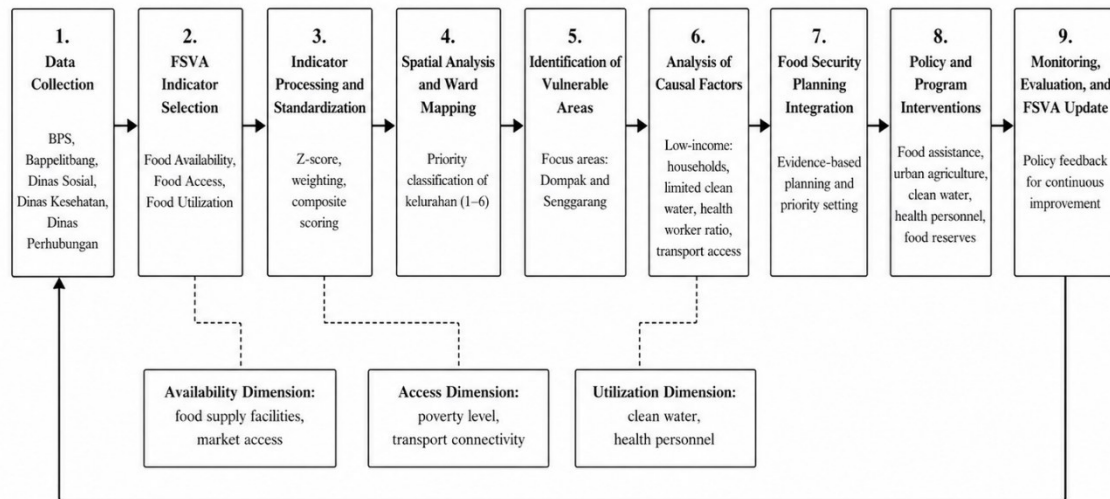 1.
Data
Collection
BPS,
Bappelitbang,
Dinas Sosial,
Dinas Kesehatan,
Dinas
Perhubungan
2.
FSVA
Indicator
Selection
Food Availability,
Food Access,
Food Utilization
3.
Indicator
Processing and
Standardization
Z-score,
weighting,
composite
scoring
4.
Spatial Analysis
and Ward
Mapping
Priority
classification of
kelurahan (1–6)
5.
Identification of
Vulnerable
Areas
Focus areas:
Dompak and
Senggarang
6.
Analysis of
Causal Factors
Low-income:
households,
limited clean
water, health
worker ratio,
transport access
7.
Food Security
Planning
Integration
Evidence-based
planning and
priority setting
8.
Policy and
Program
Interventions
Food assistance,
urban agriculture,
clean water,
health personnel,
food reserves
9.
Monitoring,
Evaluation, and
FSVA Update
Policy feedback
for continuous
improvement
Availability Dimension:
food supply facilities,
market access
Access Dimension:
poverty level,
transport connectivity
Utilization Dimension:
clean water,
health personnel